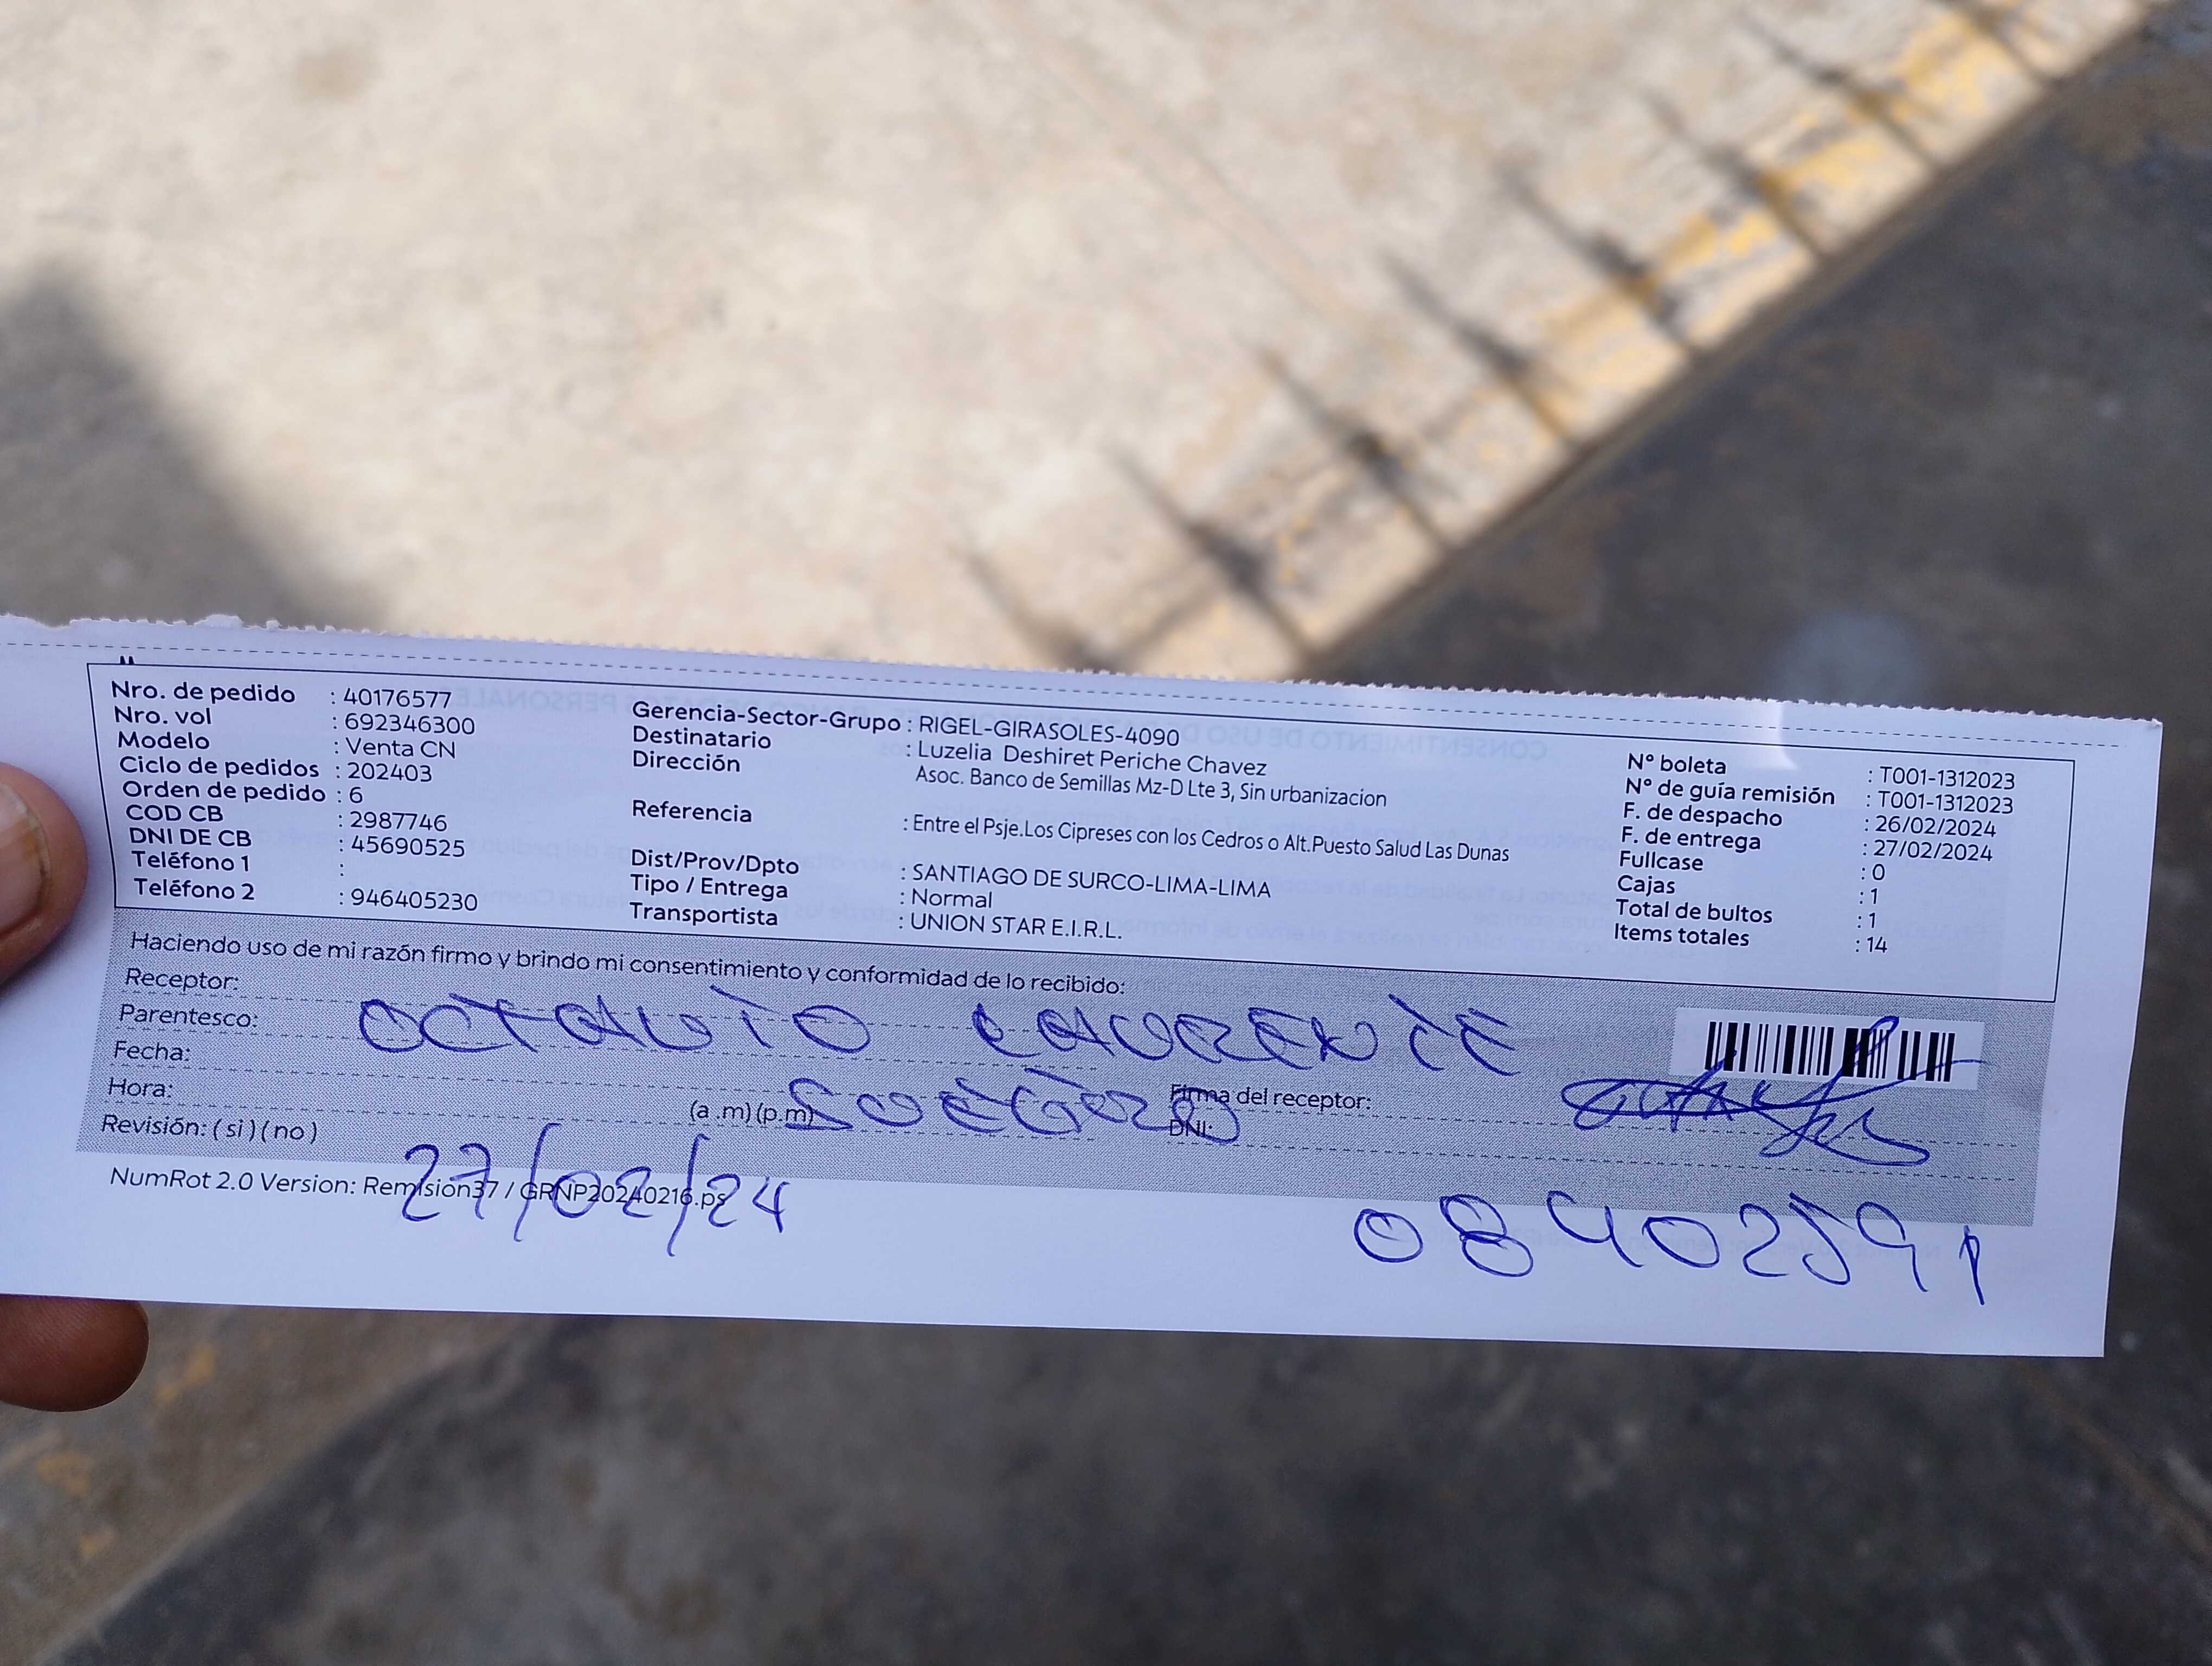 Nro. de pedido : 40176577
Nro. vol : 692346300
Modelo : Venta CN
Ciclo de pedidos : 202403
Orden de pedido : 6
COD CB : 2987746
DNI DE CB : 45690525
Teléfono 1 :
Teléfono 2 : 946405230
Gerencia-Sector-Grupo : RIGEL-GIRASOLES-4090
Destinatario : Luzelia Deshiret Periche Chavez
Dirección Asoc. Banco de Semillas Mz-D Lte 3, Sin urbanizacion
Referencia : Entre el Psje.Los Cipreses con los Cedros o Alt.Puesto Salud Las Dunas
Dist/Prov/Dpto : SANTIAGO DE SURCO-LIMA-LIMA
Tipo / Entrega : Normal
Transportista : UNION STAR E.I.R.L.
N° boleta : T001-1312023
N° de guía remisión : T001-1312023
F. de despacho : 26/02/2024
F. de entrega : 27/02/2024
Fullcase : 0
Cajas : 1
Total de bultos : 1
Items totales : 14
Haciendo uso de mi razón firmo y brindo mi consentimiento y conformidad de lo recibido:
Receptor:
Parentesco: OCTAVIO LAURENTE
Fecha:
Hora: (a .m) (p.m) SUEGRO Firma del receptor:
Revisión: ( si ) ( no ) DNI:
27/02/24
NumRot 2.0 Version: Remision37 / GRNP20240216.ps
08402591